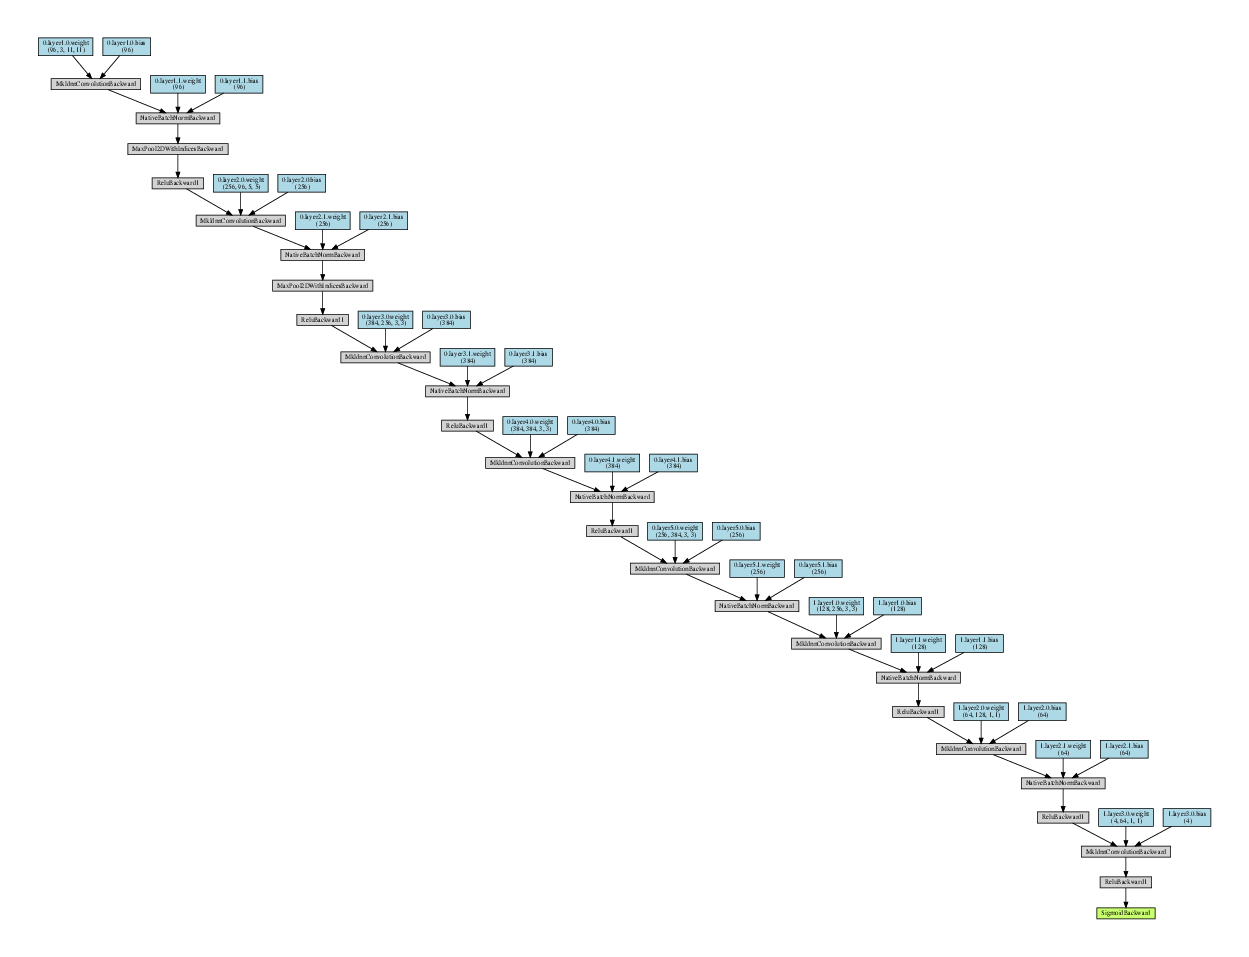 0.layer1.0.weight
(96, 3, 11, 11)
0.layer1.0.bias
(96)
MkldnnConvolutionBackward
0.layer1.1.weight
(96)
0.layer1.1.bias
(96)
NativeBatchNormBackward
MaxPool2DWithIndicesBackward
ReluBackward1
0.layer2.0.weight
(256, 96, 5, 5)
0.layer2.0.bias
(256)
MkldnnConvolutionBackward
0.layer2.1.weight
(256)
0.layer2.1.bias
(256)
NativeBatchNormBackward
MaxPool2DWithIndicesBackward
ReluBackward1
0.layer3.0.weight
(384, 256, 3, 3)
0.layer3.0.bias
(384)
MkldnnConvolutionBackward
0.layer3.1.weight
(384)
0.layer3.1.bias
(384)
NativeBatchNormBackward
ReluBackward1
0.layer4.0.weight
(384, 384, 3, 3)
0.layer4.0.bias
(384)
MkldnnConvolutionBackward
0.layer4.1.weight
(384)
0.layer4.1.bias
(384)
NativeBatchNormBackward
ReluBackward1
0.layer5.0.weight
(256, 384, 3, 3)
0.layer5.0.bias
(256)
MkldnnConvolutionBackward
0.layer5.1.weight
(256)
0.layer5.1.bias
(256)
NativeBatchNormBackward
1.layer1.0.weight
(128, 256, 3, 3)
1.layer1.0.bias
(128)
MkldnnConvolutionBackward
1.layer1.1.weight
(128)
1.layer1.1.bias
(128)
NativeBatchNormBackward
ReluBackward1
1.layer2.0.weight
(64, 128, 1, 1)
1.layer2.0.bias
(64)
MkldnnConvolutionBackward
1.layer2.1.weight
(64)
1.layer2.1.bias
(64)
NativeBatchNormBackward
ReluBackward1
1.layer3.0.weight
(4, 64, 1, 1)
1.layer3.0.bias
(4)
MkldnnConvolutionBackward
ReluBackward1
SigmoidBackward